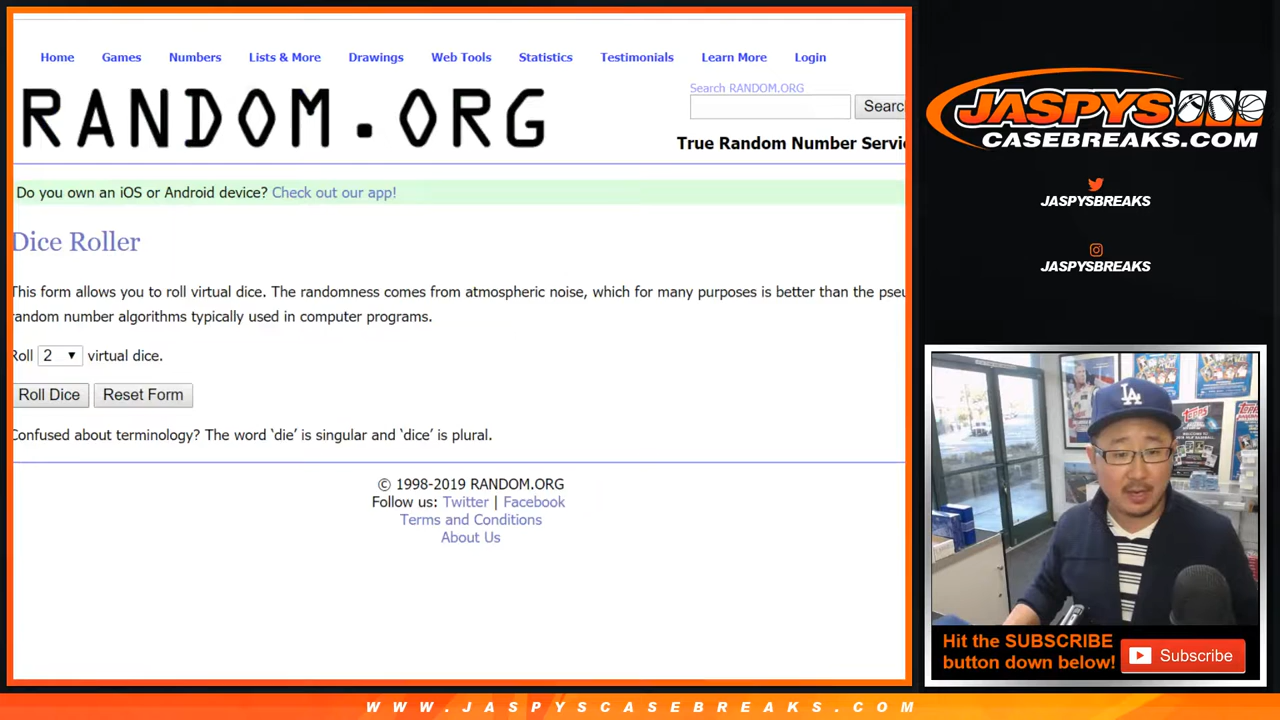 Home Games Numbers Lists & More Drawings Web Tools Statistics Testimonials Learn More Login
RANDOM.ORG
Search RANDOM.ORG
Searc
True Random Number Servi
Do you own an iOS or Android device? Check out our app!
Dice Roller
This form allows you to roll virtual dice. The randomness comes from atmospheric noise, which for many purposes is better than the pseu
random number algorithms typically used in computer programs.
Roll 2 virtual dice.
Roll Dice Reset Form
Confused about terminology? The word ‘die’ is singular and ‘dice’ is plural.
© 1998-2019 RANDOM.ORG
Follow us: Twitter | Facebook
Terms and Conditions
About Us
JASPYS
CASEBREAKS.COM
JASPYSBREAKS
JASPYSBREAKS
LA
topps
Hit the SUBSCRIBE
button down below!
Subscribe
WWW.JASPYSCASEBREAKS.COM